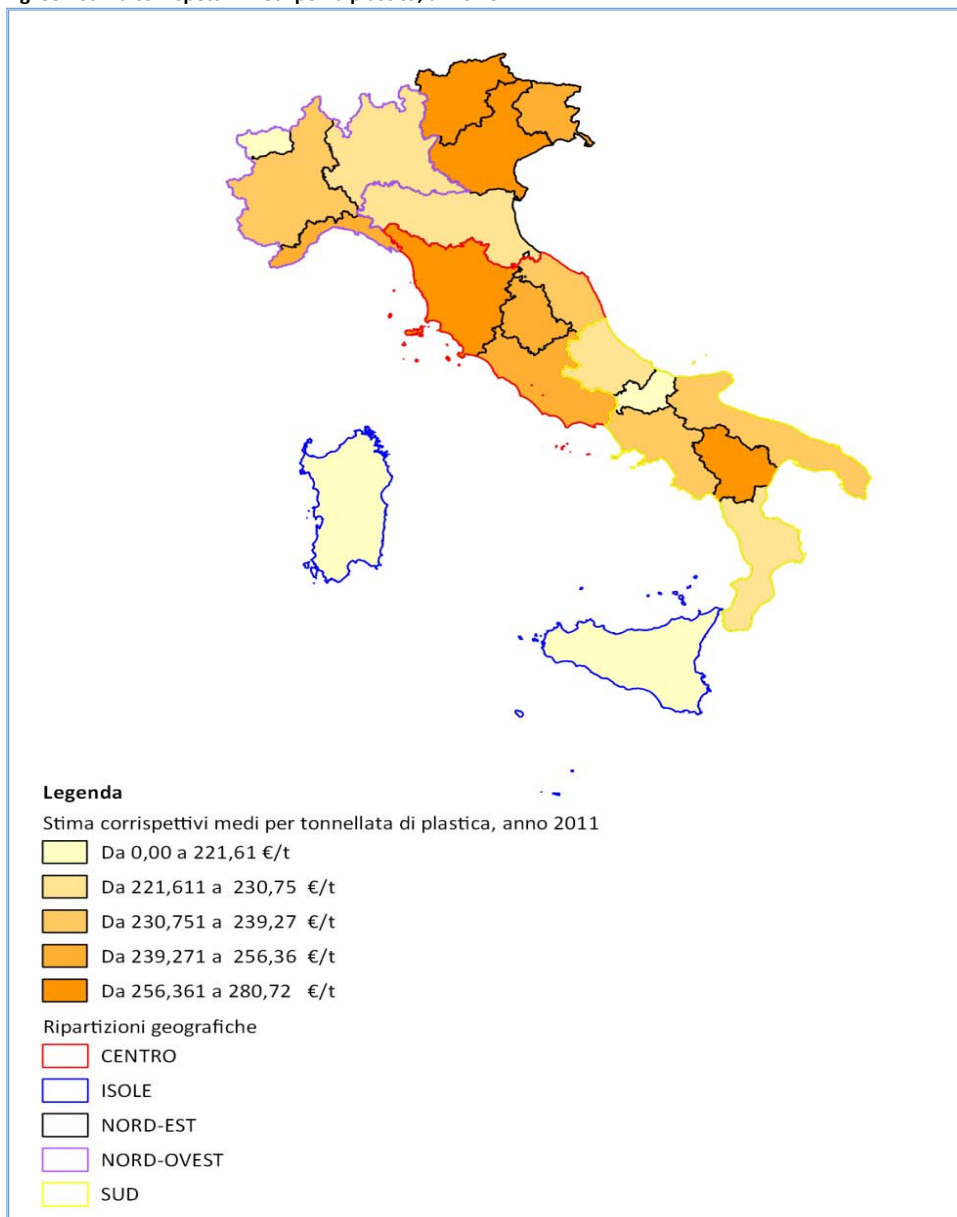 Legenda
Stima corrispettivi medi per tonnellata di plastica, anno 2011
Da 0,00 a 221,61 €/t
Da 221,611 a 230,75 €/t
Da 230,751 a 239,27 €/t
Da 239,271 a 256,36 €/t
Da 256,361 a 280,72 €/t
Ripartizioni geografiche
CENTRO
ISOLE
NORD-EST
NORD-OVEST
SUD